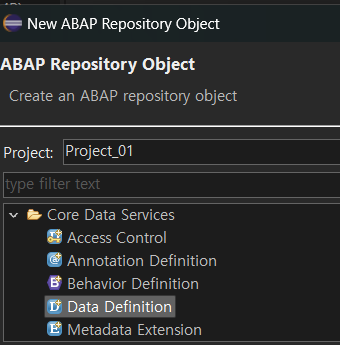 New ABAP Repository Object
ABAP Repository Object
Create an ABAP repository object
Project: Project_01
type filter text
Core Data Services
Access Control
Annotation Definition
Behavior Definition
Data Definition
Metadata Extension